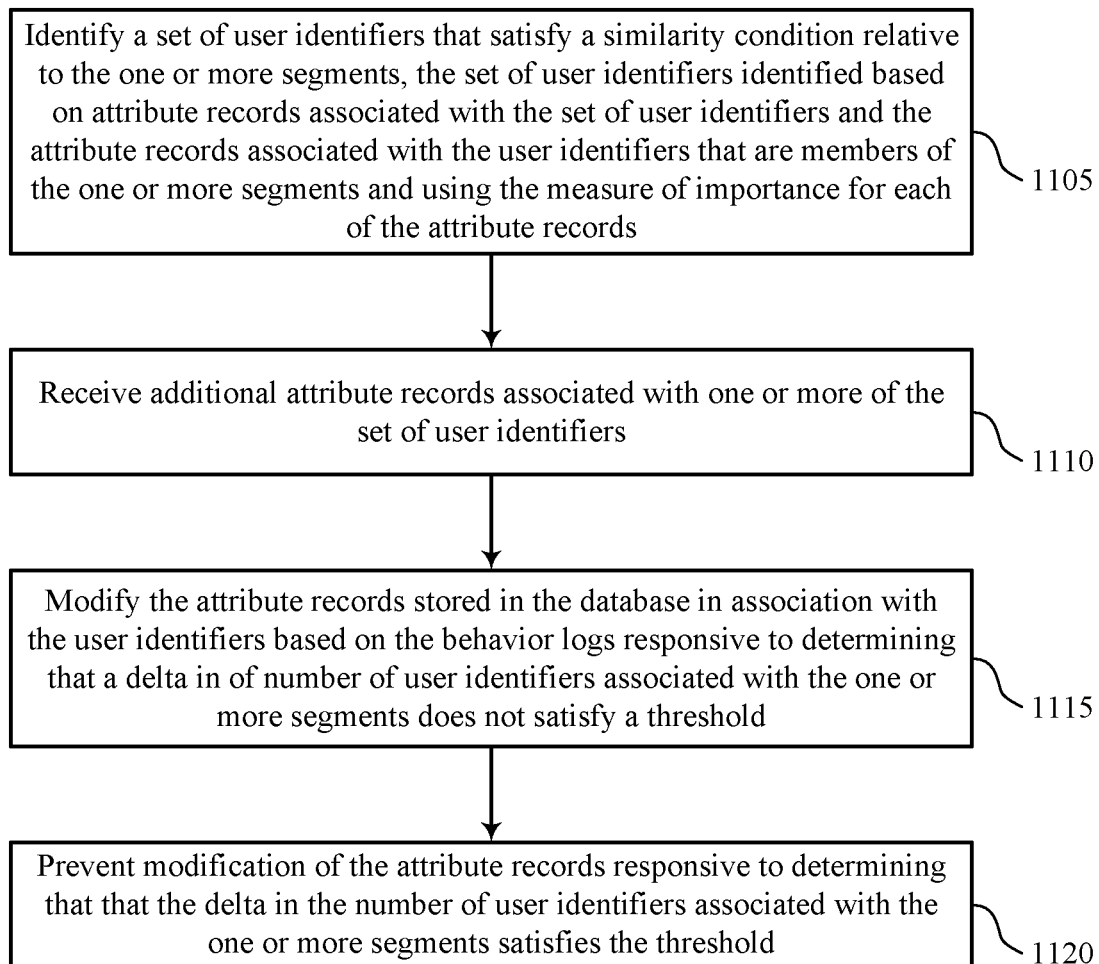 Identify a set of user identifiers that satisfy a similarity condition relative
to the one or more segments, the set of user identifiers identified based
on attribute records associated with the set of user identifiers and the
attribute records associated with the user identifiers that are members of
the one or more segments and using the measure of importance for each
of the attribute records
1105
Receive additional attribute records associated with one or more of the
set of user identifiers
1110
Modify the attribute records stored in the database in association with
the user identifiers based on the behavior logs responsive to determining
that a delta in of number of user identifiers associated with the one or
more segments does not satisfy a threshold
1115
Prevent modification of the attribute records responsive to determining
that that the delta in the number of user identifiers associated with the
one or more segments satisfies the threshold
1120